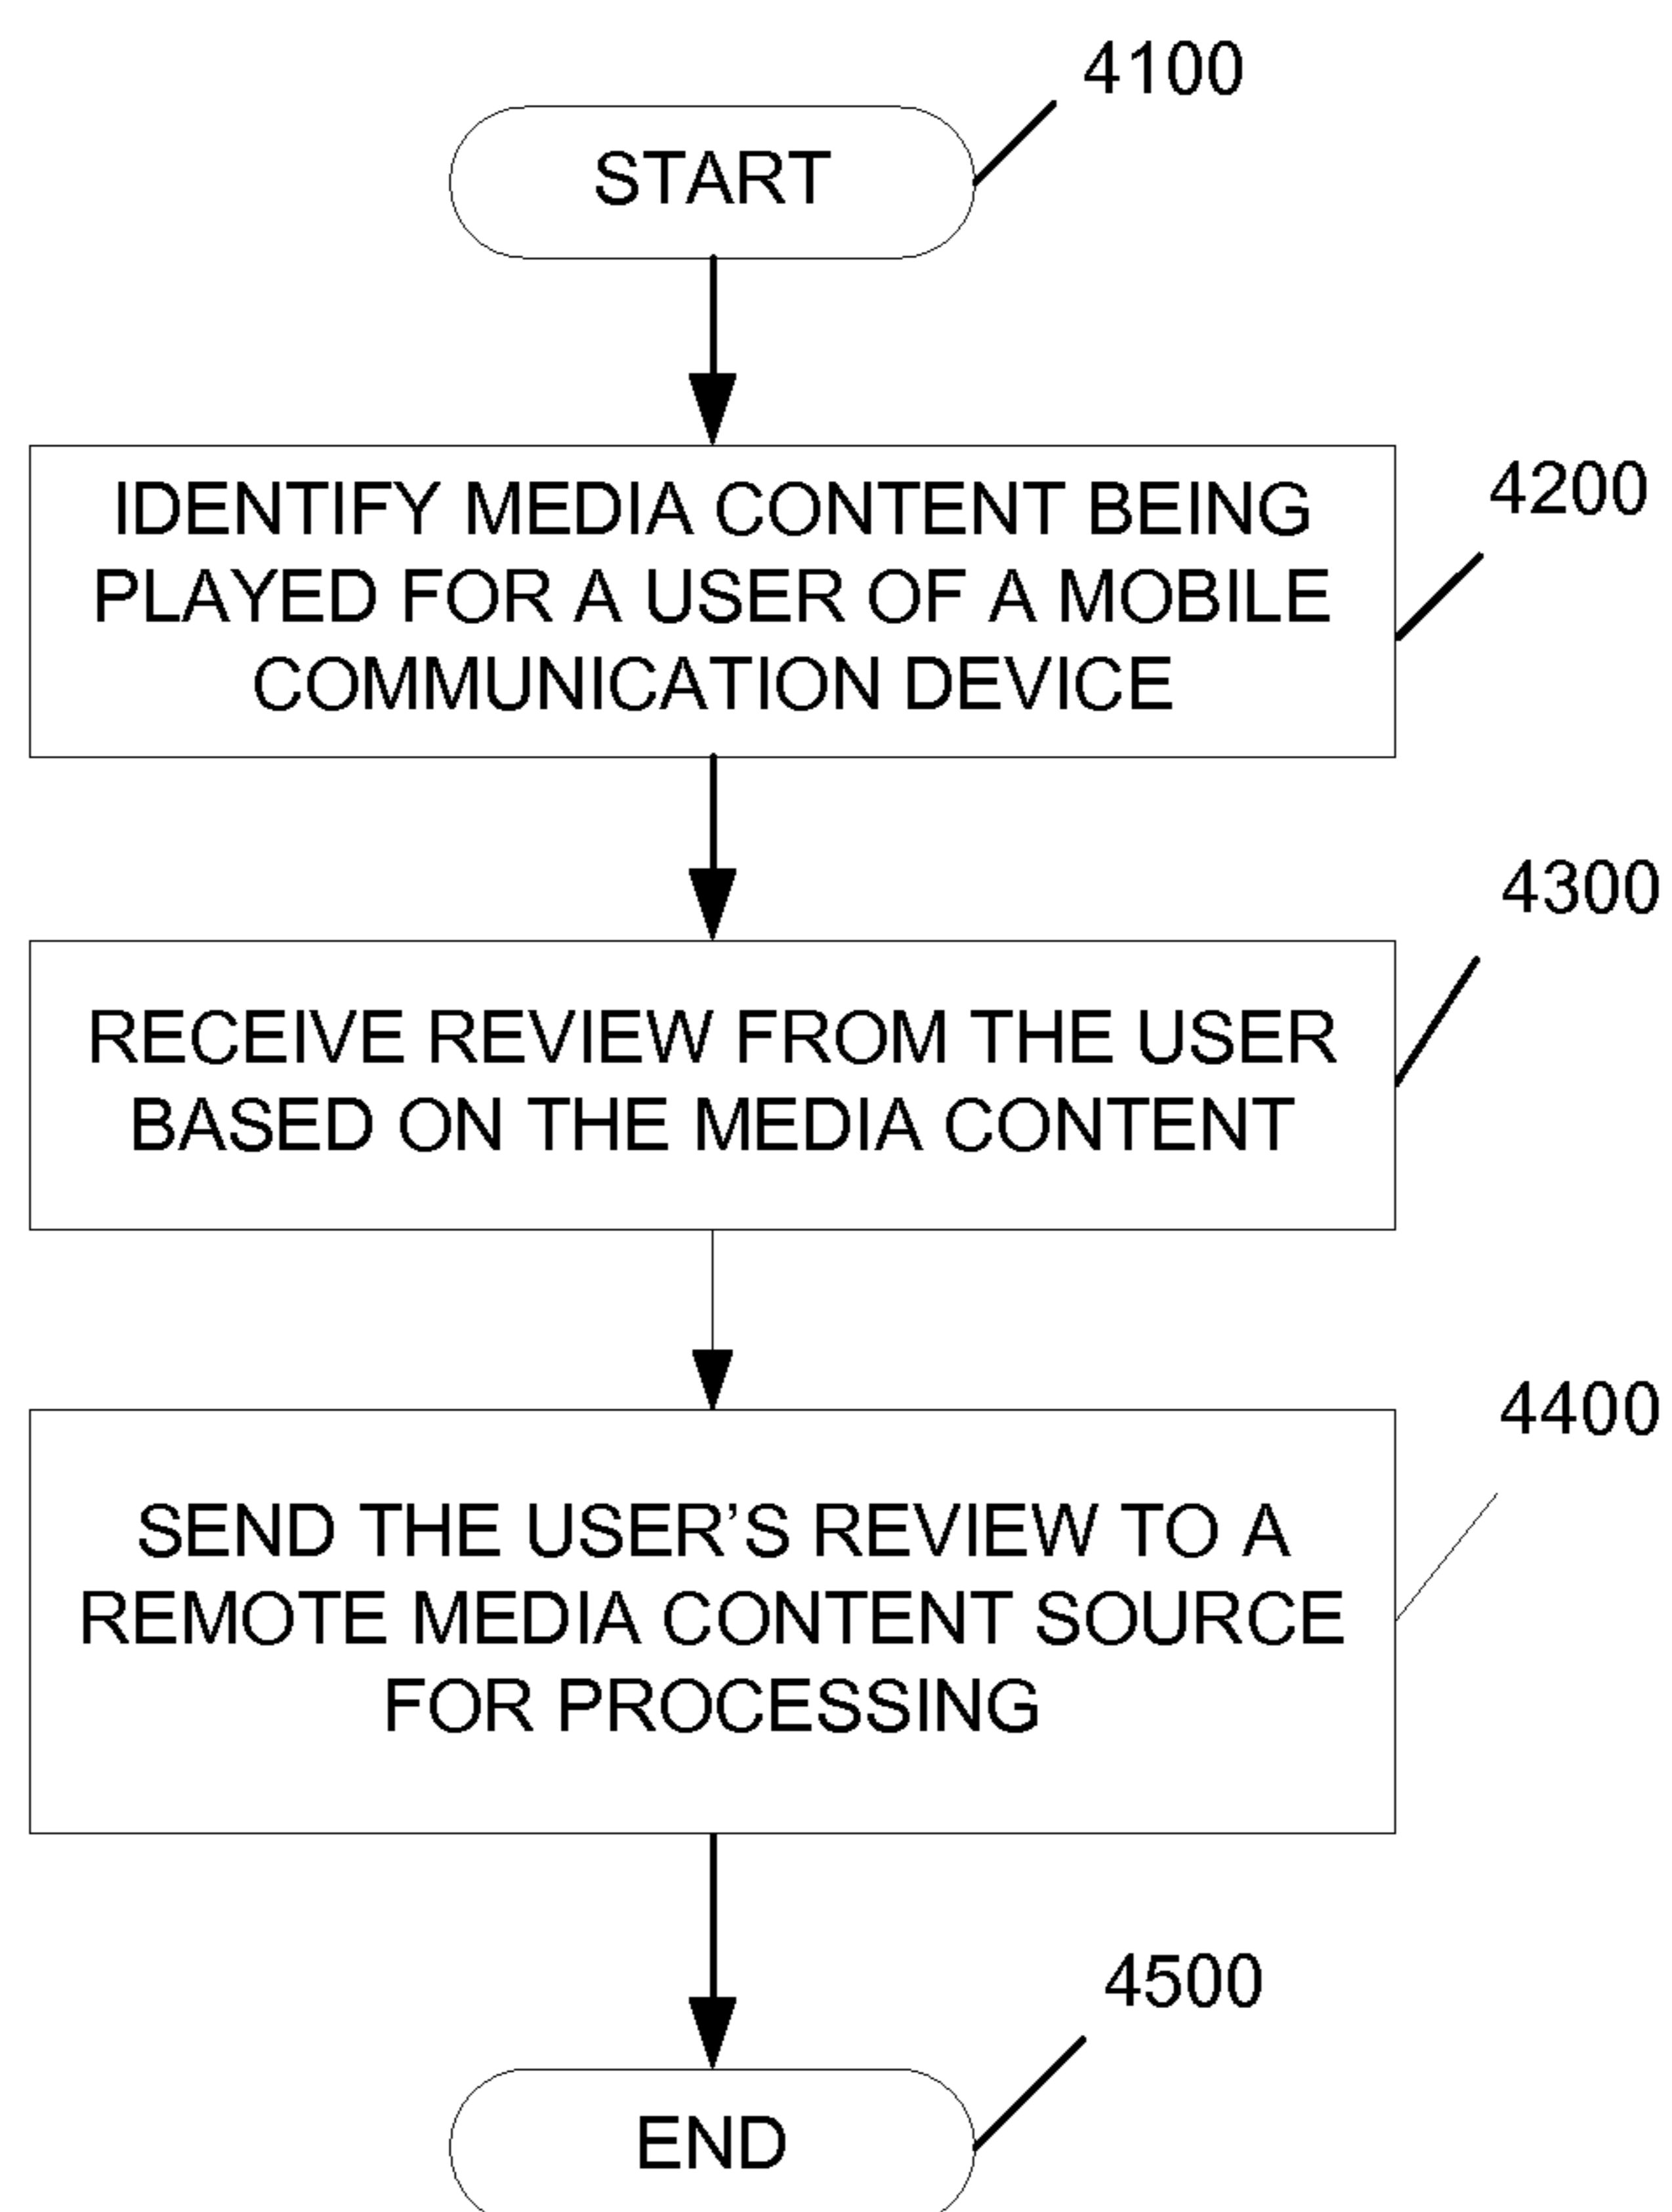 4100
START
IDENTIFY MEDIA CONTENT BEING
PLAYED FOR A USER OF A MOBILE
COMMUNICATION DEVICE
4200
4300
RECEIVE REVIEW FROM THE USER
BASED ON THE MEDIA CONTENT
4400
SEND THE USER’S REVIEW TO A
REMOTE MEDIA CONTENT SOURCE
FOR PROCESSING
4500
END